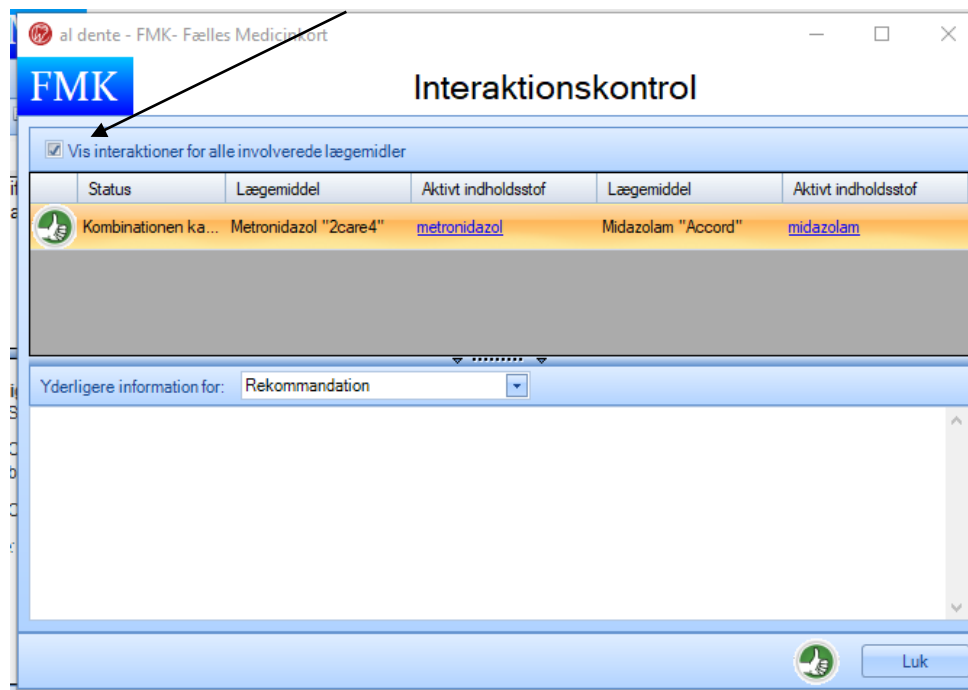 al dente - FMK- Fælles Medicinkort
FMK
Interaktionskontrol
Vis interaktioner for alle involverede lægemidler
Status Lægemiddel Aktivt indholdsstof Lægemiddel Aktivt indholdsstof
Kombinationen ka... Metronidazol "2care4" metronidazol Midazolam "Accord" midazolam
Yderligere information for: Rekommandation
Luk